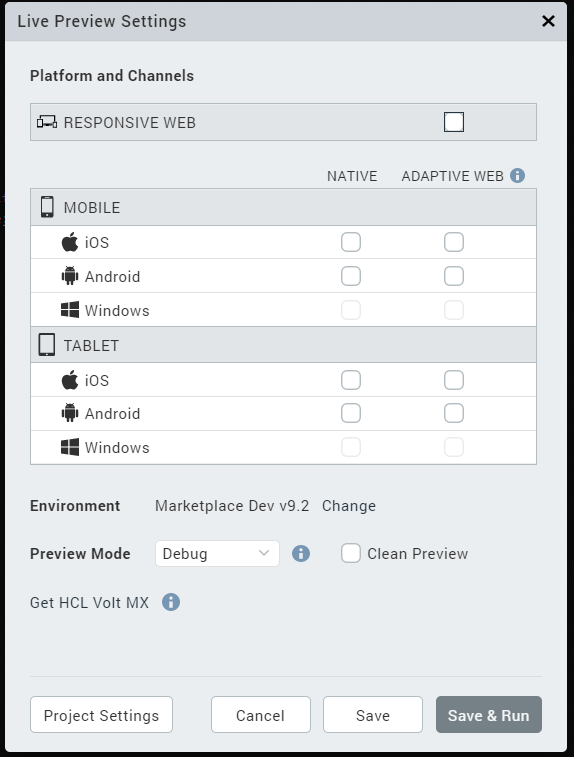 Live Preview Settings
Platform and Channels
RESPONSIVE WEB
NATIVE ADAPTIVE WEB
MOBILE
iOS
Android
Windows
TABLET
iOS
Android
Windows
Environment Marketplace Dev v9.2 Change
Preview Mode Debug Clean Preview
Get HCL Volt MX
Project Settings Cancel Save Save & Run